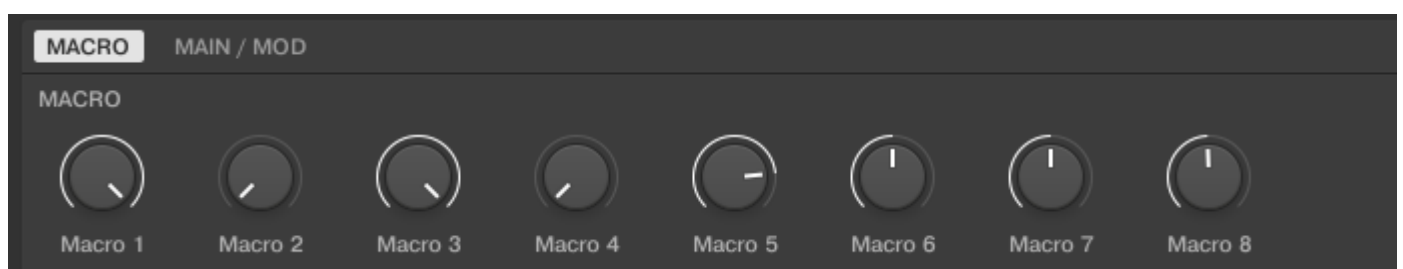 MACRO MAIN / MOD
MACRO
Macro 1 Macro 2 Macro 3 Macro 4 Macro 5 Macro 6 Macro 7 Macro 8